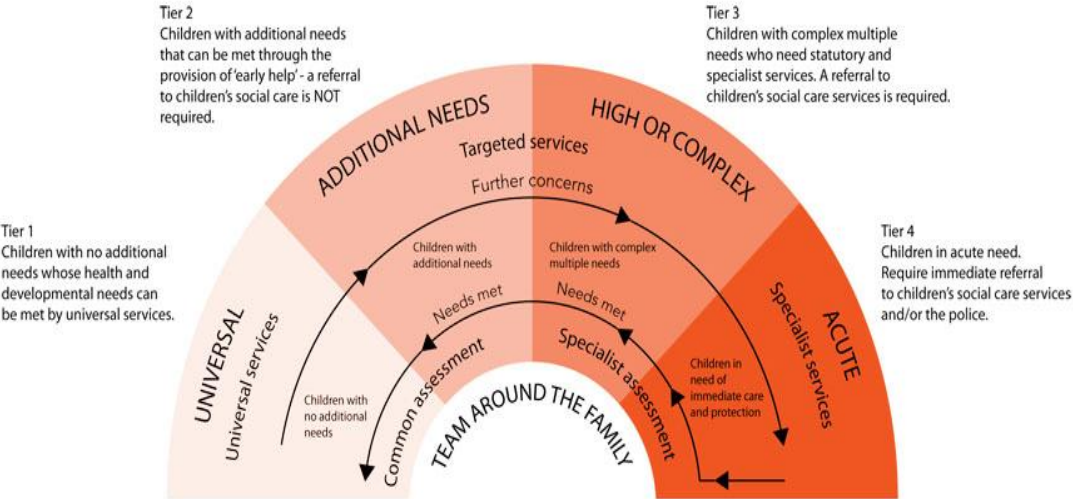 Tier 2
Children with additional needs
that can be met through the
provision of 'early help' - a referral
to children's social care is NOT
required.
Tier 3
Children with complex multiple
needs who need statutory and
specialist services. A referral to
children's social care services is required.
Tier 1
Children with no additional
needs whose health and
developmental needs can
be met by universal services.
Tier 4
Children in acute need.
Require immediate referral
to children's social care services
and/or the police.
UNIVERSAL
Universal services
ADDITIONAL NEEDS
HIGH OR COMPLEX
Targeted services
Further concerns
ACUTE
Specialist services
Children with
no additional
needs
Children with
additional needs
Children with complex
multiple needs
Children in
need of
immediate care
and protection
Needs met
Needs met
Common assessment
Specialist assessment
TEAM AROUND THE FAMILY